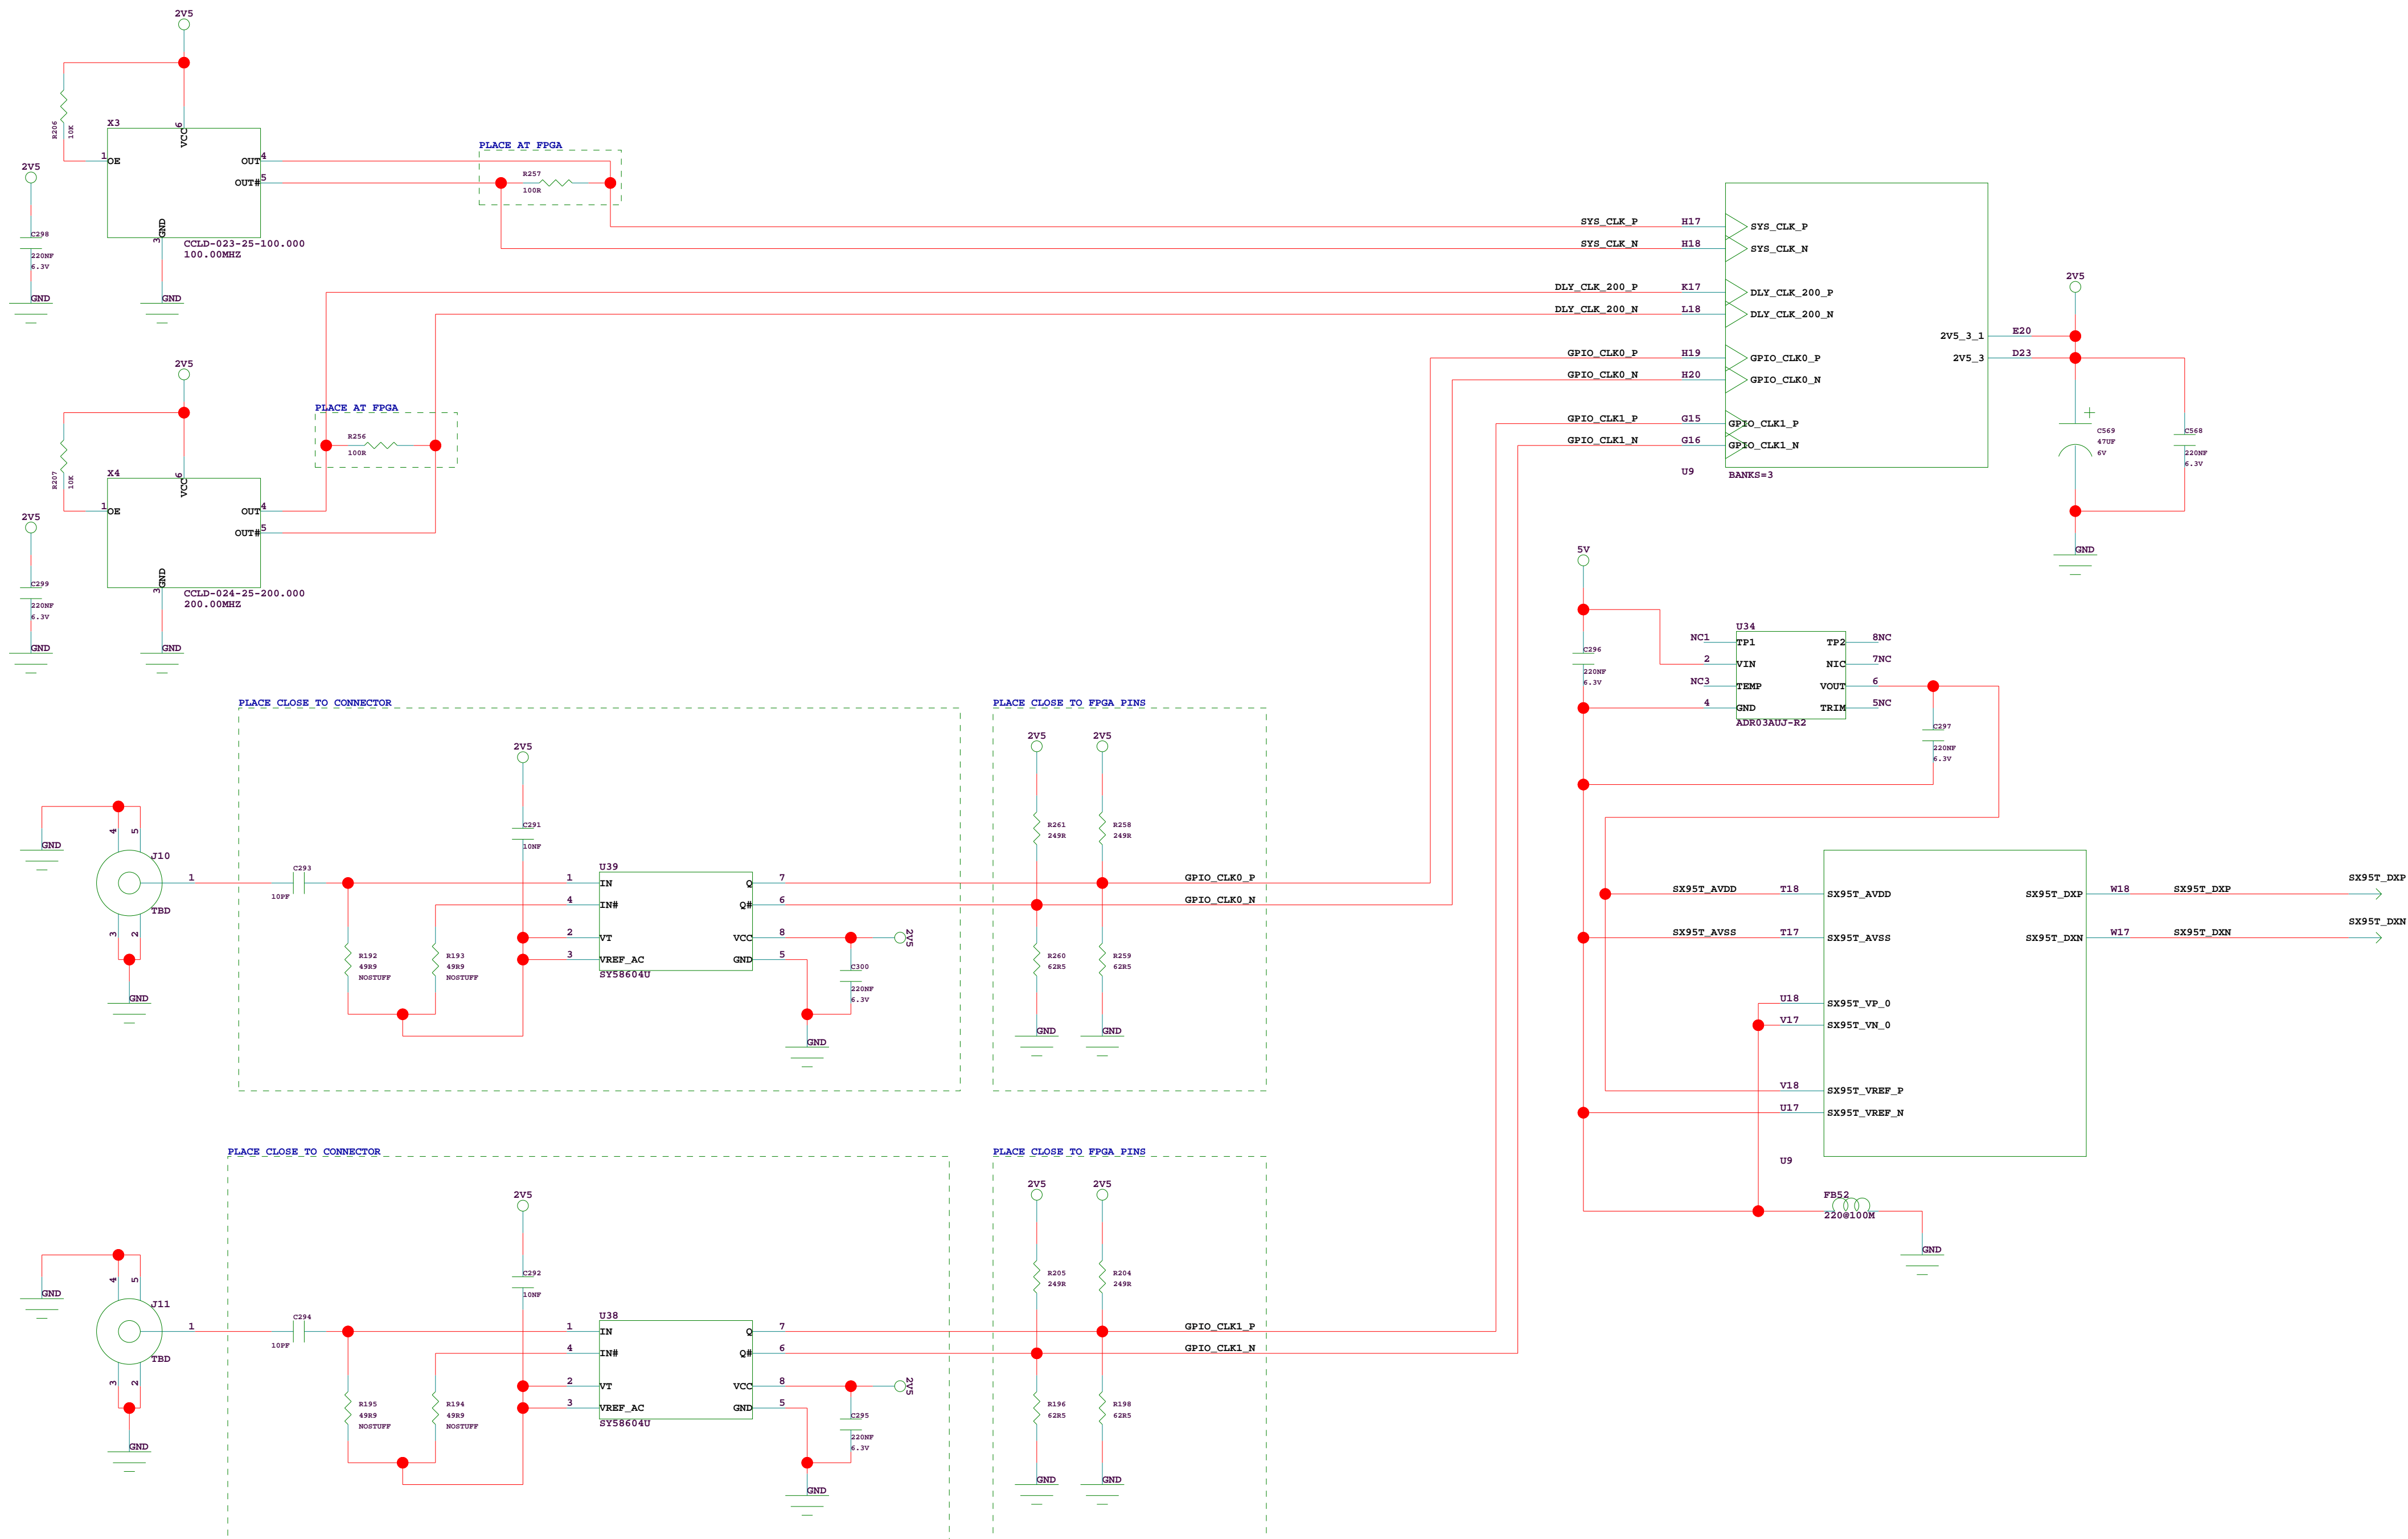 2V5
R206
10K
X3
6
VCC
1
OE
OUT
4
OUT#
5
GND
3
CCLD-023-25-100.000
100.00MHZ
GND
2V5
C298
220NF
6.3V
GND
PLACE AT FPGA
R257
100R
2V5
R207
10K
X4
6
VCC
1
OE
OUT
4
OUT#
5
GND
3
CCLD-024-25-200.000
200.00MHZ
GND
2V5
C299
220NF
6.3V
GND
PLACE AT FPGA
R256
100R
SYS_CLK_P
H17
SYS_CLK_P
SYS_CLK_N
H18
SYS_CLK_N
DLY_CLK_200_P
K17
DLY_CLK_200_P
DLY_CLK_200_N
L18
DLY_CLK_200_N
GPIO_CLK0_P
H19
GPIO_CLK0_P
GPIO_CLK0_N
H20
GPIO_CLK0_N
GPIO_CLK1_P
G15
GPIO_CLK1_P
GPIO_CLK1_N
G16
GPIO_CLK1_N
U9
BANKS=3
2V5_3_1
E20
2V5_3
D23
2V5
C569
47UF
6V
C568
220NF
6.3V
GND
5V
C296
220NF
6.3V
U34
NC1
TP1
2
VIN
NC3
TEMP
4
GND
TP2
8NC
NIC
7NC
VOUT
6
TRIM
5NC
ADR03AUJ-R2
C297
220NF
6.3V
PLACE CLOSE TO CONNECTOR
GND
4
5
J10
1
TBD
3
2
GND
C293
10PF
2V5
C291
10NF
R192
49R9
NOSTUFF
R193
49R9
NOSTUFF
U39
1
IN
4
IN#
2
VT
3
VREF_AC
Q
7
Q#
6
VCC
8
GND
5
SY58604U
2V5
C300
220NF
6.3V
GND
PLACE CLOSE TO FPGA PINS
2V5
2V5
R261
249R
R258
249R
GPIO_CLK0_P
GPIO_CLK0_N
R260
62R5
R259
62R5
GND
GND
SX95T_AVDD
T18
SX95T_AVDD
SX95T_AVSS
T17
SX95T_AVSS
U18
SX95T_VP_0
V17
SX95T_VN_0
V18
SX95T_VREF_P
U17
SX95T_VREF_N
SX95T_DXP
W18
SX95T_DXP
SX95T_DXP
SX95T_DXN
W17
SX95T_DXN
SX95T_DXN
U9
FB52
220@100M
GND
PLACE CLOSE TO CONNECTOR
GND
4
5
J11
1
TBD
3
2
GND
C294
10PF
2V5
C292
10NF
R195
49R9
NOSTUFF
R194
49R9
NOSTUFF
U38
1
IN
4
IN#
2
VT
3
VREF_AC
Q
7
Q#
6
VCC
8
GND
5
SY58604U
2V5
C295
220NF
6.3V
GND
PLACE CLOSE TO FPGA PINS
2V5
2V5
R205
249R
R204
249R
GPIO_CLK1_P
GPIO_CLK1_N
R196
62R5
R198
62R5
GND
GND